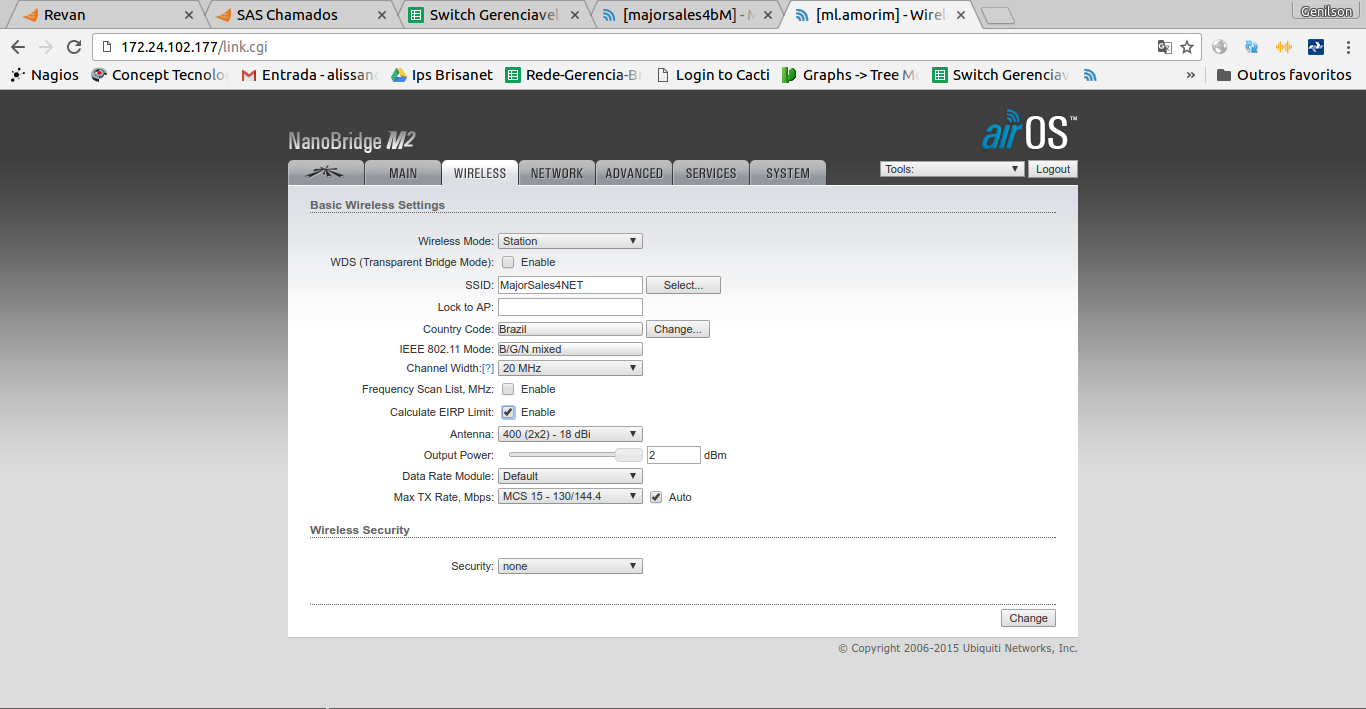 Revan
SAS Chamados
Switch Gerenciavel
[majorsales4bM] -
[ml.amorim] - Wirel
Genilson
172.24.102.177/link.cgi
Nagios
Concept Tecnolo
Entrada - alissan
Ips Brisanet
Rede-Gerencia-B
Login to Cacti
Graphs -> Tree M
Switch Gerenciav
»
Outros favoritos
NanoBridge M2
airOS™
MAIN
WIRELESS
NETWORK
ADVANCED
SERVICES
SYSTEM
Tools:
Logout
Basic Wireless Settings
Wireless Mode: Station
WDS (Transparent Bridge Mode): Enable
SSID: MajorSales4NET Select...
Lock to AP:
Country Code: Brazil Change...
IEEE 802.11 Mode: B/G/N mixed
Channel Width:[?] 20 MHz
Frequency Scan List, MHz: Enable
Calculate EIRP Limit: Enable
Antenna: 400 (2x2) - 18 dBi
Output Power: 2 dBm
Data Rate Module: Default
Max TX Rate, Mbps: MCS 15 - 130/144.4 Auto
Wireless Security
Security: none
Change
© Copyright 2006-2015 Ubiquiti Networks, Inc.